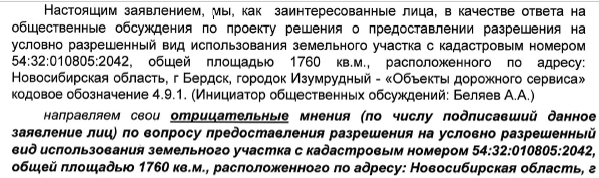 Настоящим заявлением, мы, как заинтересованные лица, в качестве ответа на
общественные обсуждения по проекту решения о предоставлении разрешения на
условно разрешенный вид использования земельного участка с кадастровым номером
54:32:010805:2042, общей площадью 1760 кв.м., расположенного по адресу:
Новосибирская область, г Бердск, городок Изумрудный - «Объекты дорожного сервиса»
кодовое обозначение 4.9.1. (Инициатор общественных обсуждений: Беляев А.А.)
направляем свои отрицательные мнения (по числу подписавший данное
заявление лиц) по вопросу предоставления разрешения на условно разрешенный
вид использования земельного участка с кадастровым номером 54:32:010805:2042,
общей площадью 1760 кв.м., расположенного по адресу: Новосибирская область, г